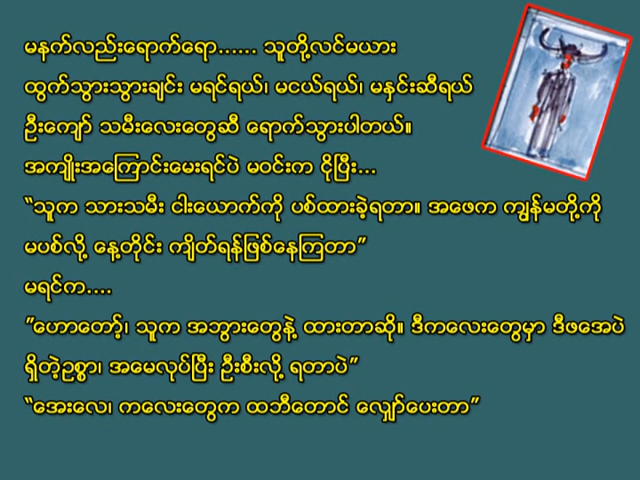 မနက်လည်းရောက်ရော...... သူတို့လင်မယား
ထွက်သွားသွားချင်း မရင်ရယ်၊ မငယ်ရယ်၊ မနှင်းဆီရယ်
ဦးကျော် သမီးလေးတွေဆီ ရောက်သွားပါတယ်။
အကျိုးအကြောင်းမေးရင်ပဲ မဝင်းက ငိုပြီး...
“သူက သားသမီး ငါးယောက်ကို ပစ်ထားခဲ့ရတာ။ အဖေက ကျွန်မတို့ကို
မပစ်လို့ နေ့တိုင်း ကျိတ်ရန်ဖြစ်နေကြတာ”
မရင်က....
”ဟောတော့်၊ သူက အဘွားတွေနဲ့ ထားတာဆို။ ဒီကလေးတွေမှာ ဒီဖအေပဲ
ရှိတဲ့ဥစ္စာ၊ အမေလုပ်ပြီး ဦးစီးလို့ ရတာပဲ”
“အေးလေ၊ ကလေးတွေက ထဘီတောင် လျှော်ပေးတာ”